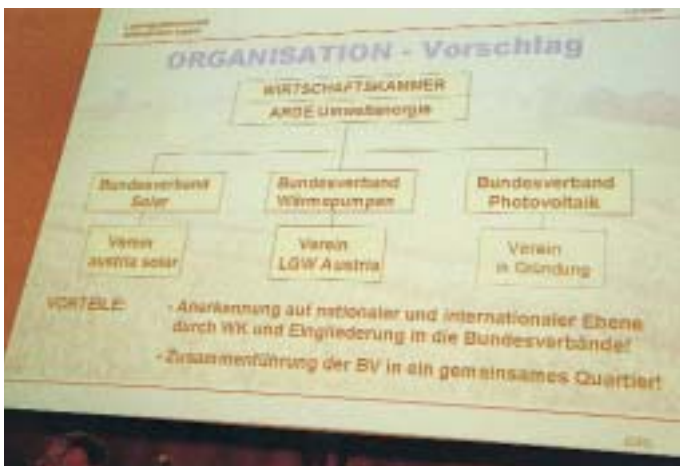 ORGANISATION - Vorschlag
WIRTSCHAFTSKAMMER
ARGE Umweltenergie
Bundesverband
Solar
Bundesverband
Wärmepumpen
Bundesverband
Photovoltaik
Verein
austria solar
Verein
LGW Austria
Verein
in Gründung
VORTEILE:
- Anerkennung auf nationaler und internationaler Ebene
durch WK und Eingliederung in die Bundesverbände!
- Zusammenführung der BV in ein gemeinsames Quartier!